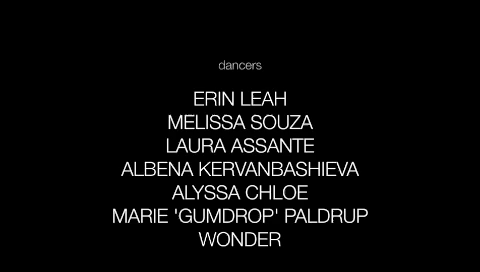 dancers
ERIN LEAH
MELISSA SOUZA
LAURA ASSANTE
ALBENA KERVANBASHIEVA
ALYSSA CHLOE
MARIE 'GUMDROP' PALDRUP
WONDER